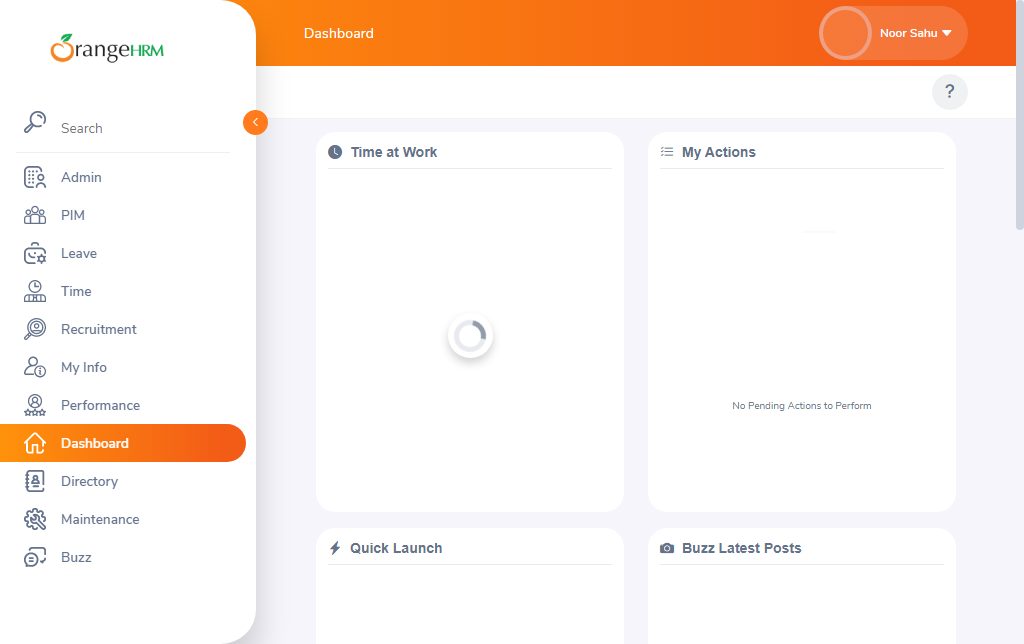 OrangeHRM
Dashboard
Noor Sahu
?
Search
Admin
PIM
Leave
Time
Recruitment
My Info
Performance
Dashboard
Directory
Maintenance
Buzz
Time at Work
My Actions
No Pending Actions to Perform
Quick Launch
Buzz Latest Posts